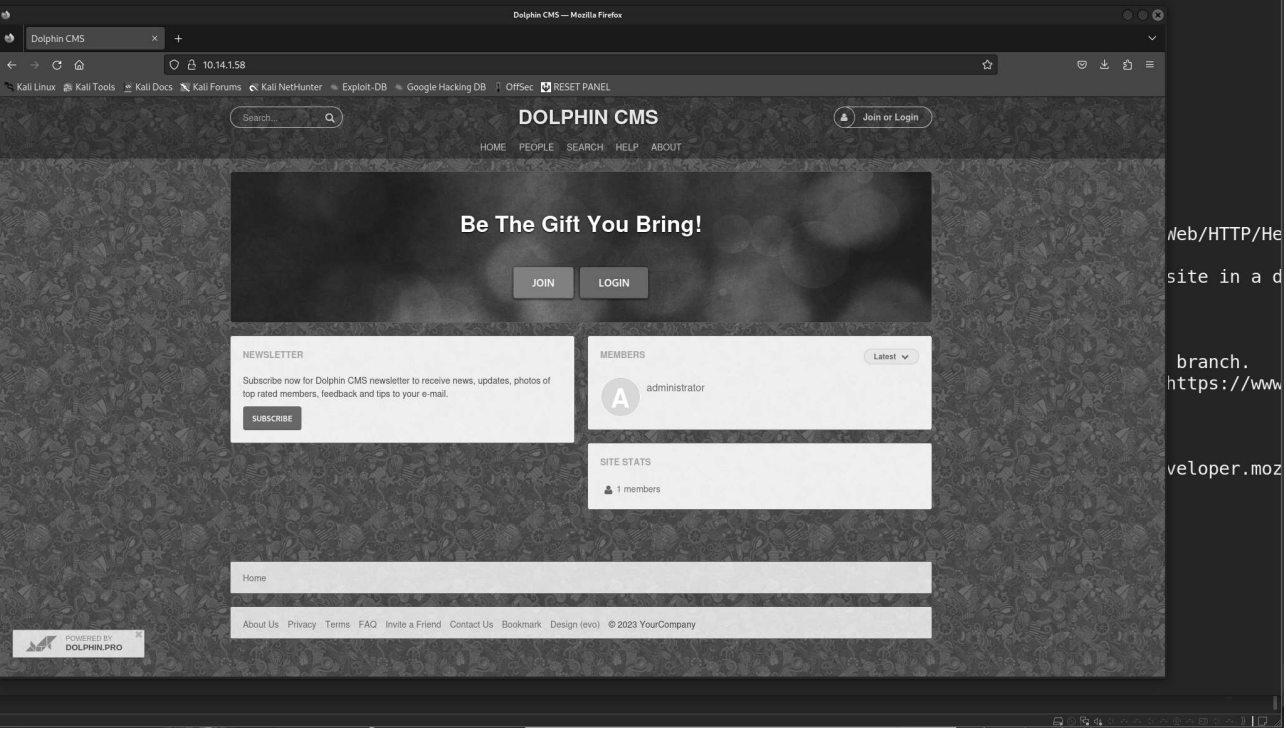 Dolphin CMS — Mozilla Firefox
Dolphin CMS
10.14.1.58
Kali Linux Kali Tools Kali Docs Kali Forums Kali NetHunter Exploit-DB Google Hacking DB OffSec RESET PANEL
Search...
DOLPHIN CMS
Join or Login
HOME PEOPLE SEARCH HELP ABOUT
Be The Gift You Bring!
JOIN LOGIN
NEWSLETTER
Subscribe now for Dolphin CMS newsletter to receive news, updates, photos of
top rated members, feedback and tips to your e-mail.
SUBSCRIBE
MEMBERS
Latest
A
administrator
SITE STATS
1 members
Home
About Us Privacy Terms FAQ Invite a Friend Contact Us Bookmark Design (evo) © 2023 YourCompany
POWERED BY
DOLPHIN.PRO
Web/HTTP/He
site in a d
branch.
https://www
veloper.moz